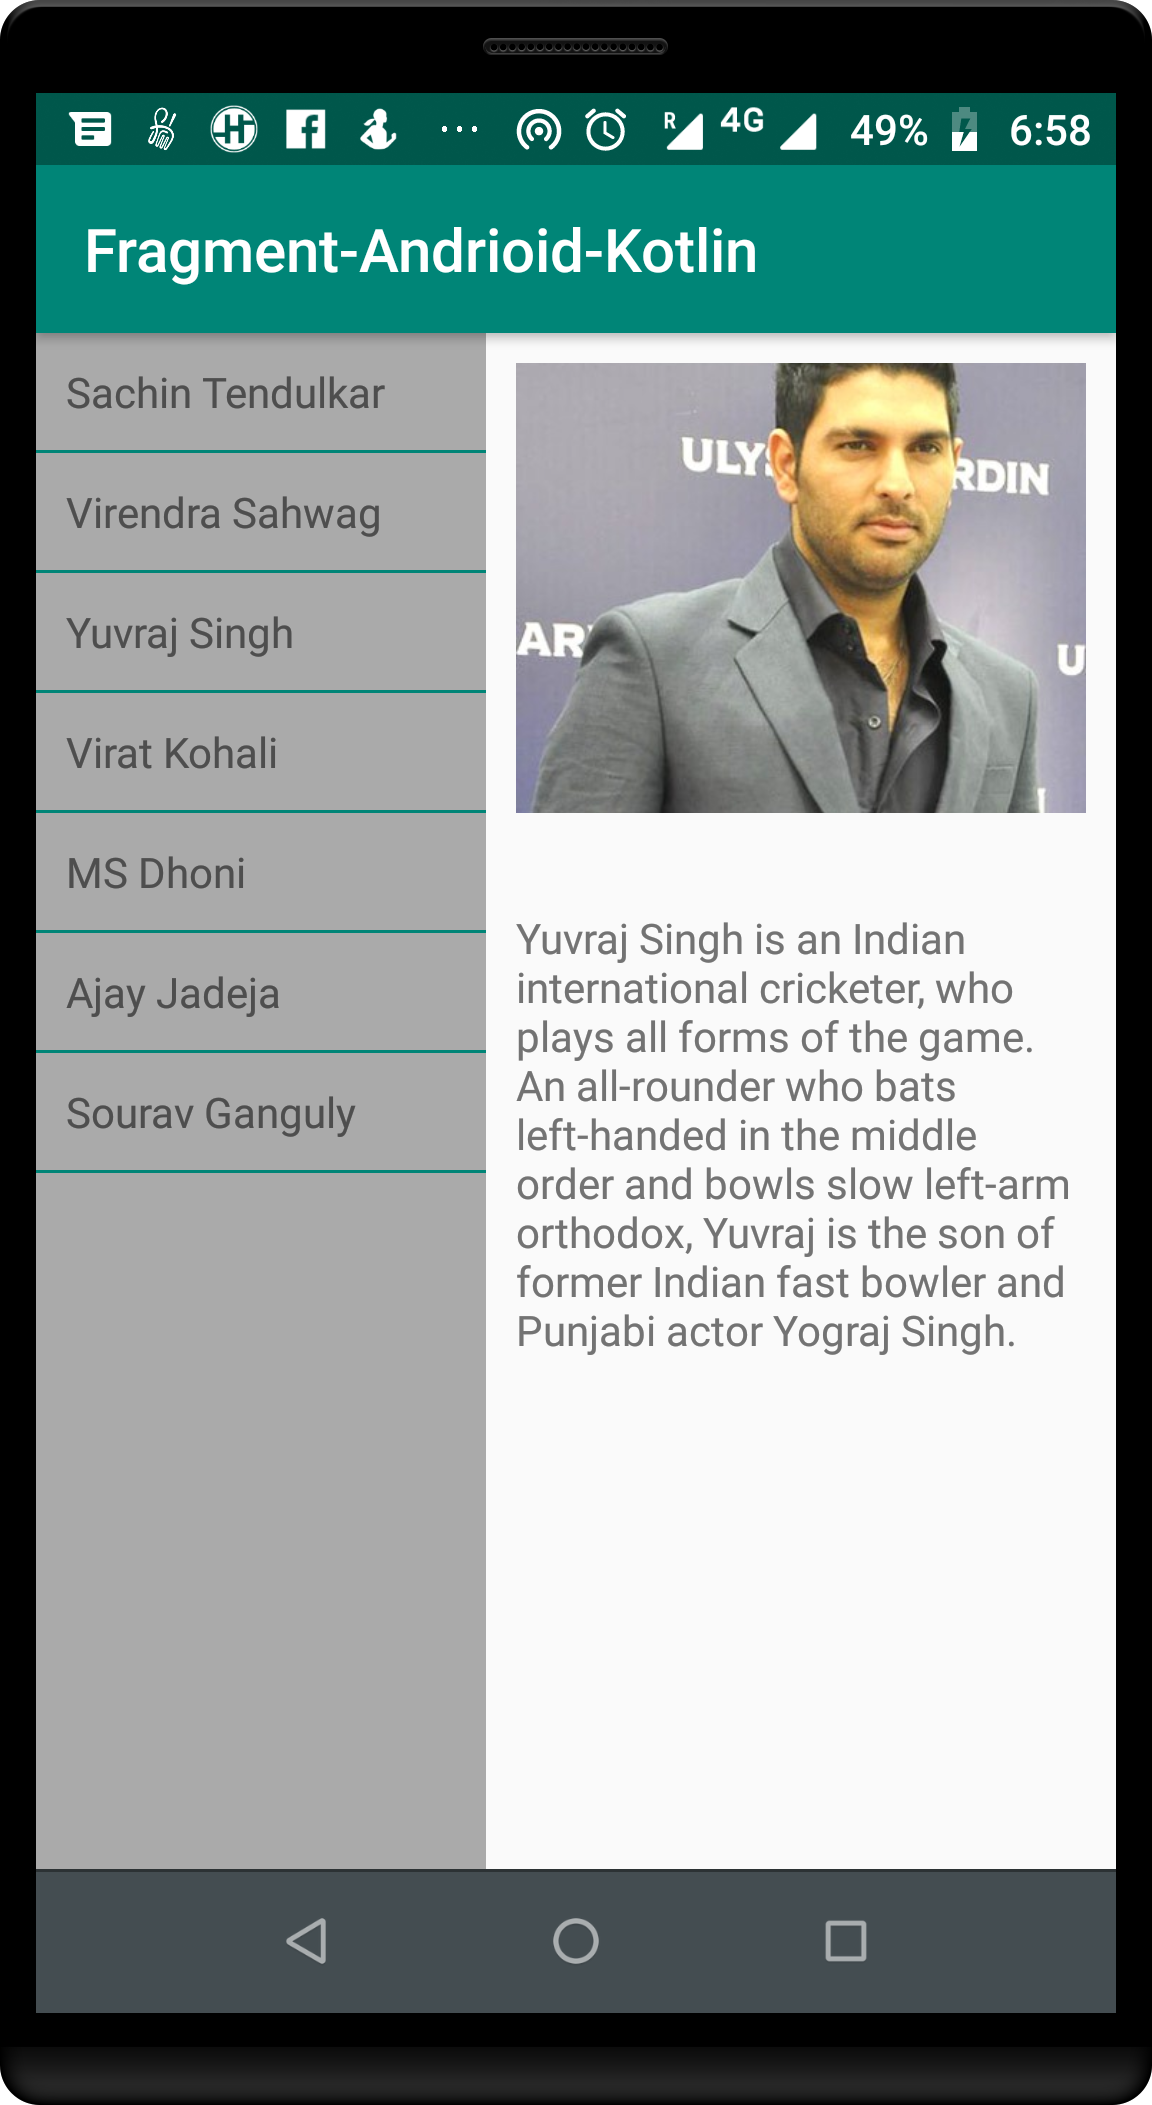 R 4G 49% 6:58
Fragment-Andrioid-Kotlin
Sachin Tendulkar
Virendra Sahwag
Yuvraj Singh
Virat Kohali
MS Dhoni
Ajay Jadeja
Sourav Ganguly
ULYS
RDIN
AR
U
Yuvraj Singh is an Indian
international cricketer, who
plays all forms of the game.
An all-rounder who bats
left-handed in the middle
order and bowls slow left-arm
orthodox, Yuvraj is the son of
former Indian fast bowler and
Punjabi actor Yograj Singh.